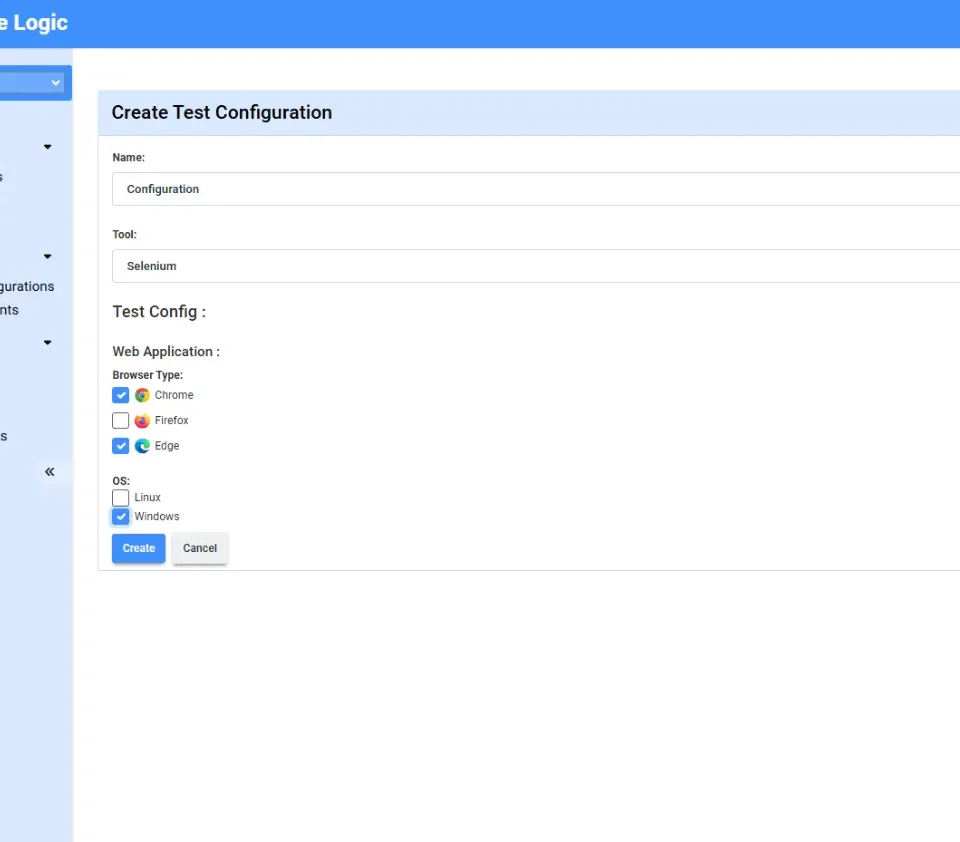 e Logic
Create Test Configuration
Name:
Configuration
s
Tool:
Selenium
gurations
nts
Test Config :
Web Application :
Browser Type:
Chrome
Firefox
Edge
s
OS:
Linux
Windows
Create Cancel